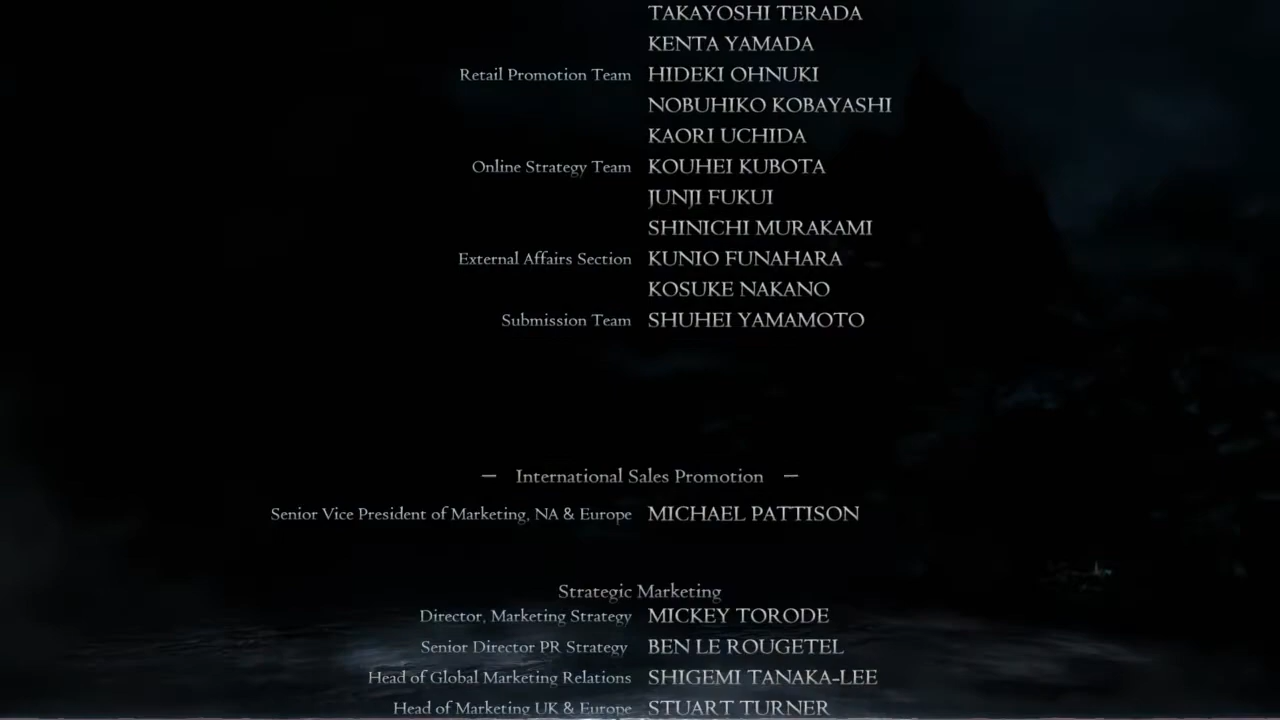 TAKAYOSHI TERADA
KENTA YAMADA
Retail Promotion Team HIDEKI OHNUKI
NOBUHIKO KOBAYASHI
KAORI UCHIDA
Online Strategy Team KOUHEI KUBOTA
JUNJI FUKUI
SHINICHI MURAKAMI
External Affairs Section KUNIO FUNAHARA
KOSUKE NAKANO
Submission Team SHUHEI YAMAMOTO
— International Sales Promotion —
Senior Vice President of Marketing, NA & Europe MICHAEL PATTISON
Strategic Marketing
Director, Marketing Strategy MICKEY TORODE
Senior Director PR Strategy BEN LE ROUGETEL
Head of Global Marketing Relations SHIGEMI TANAKA-LEE
Head of Marketing UK & Europe STUART TURNER